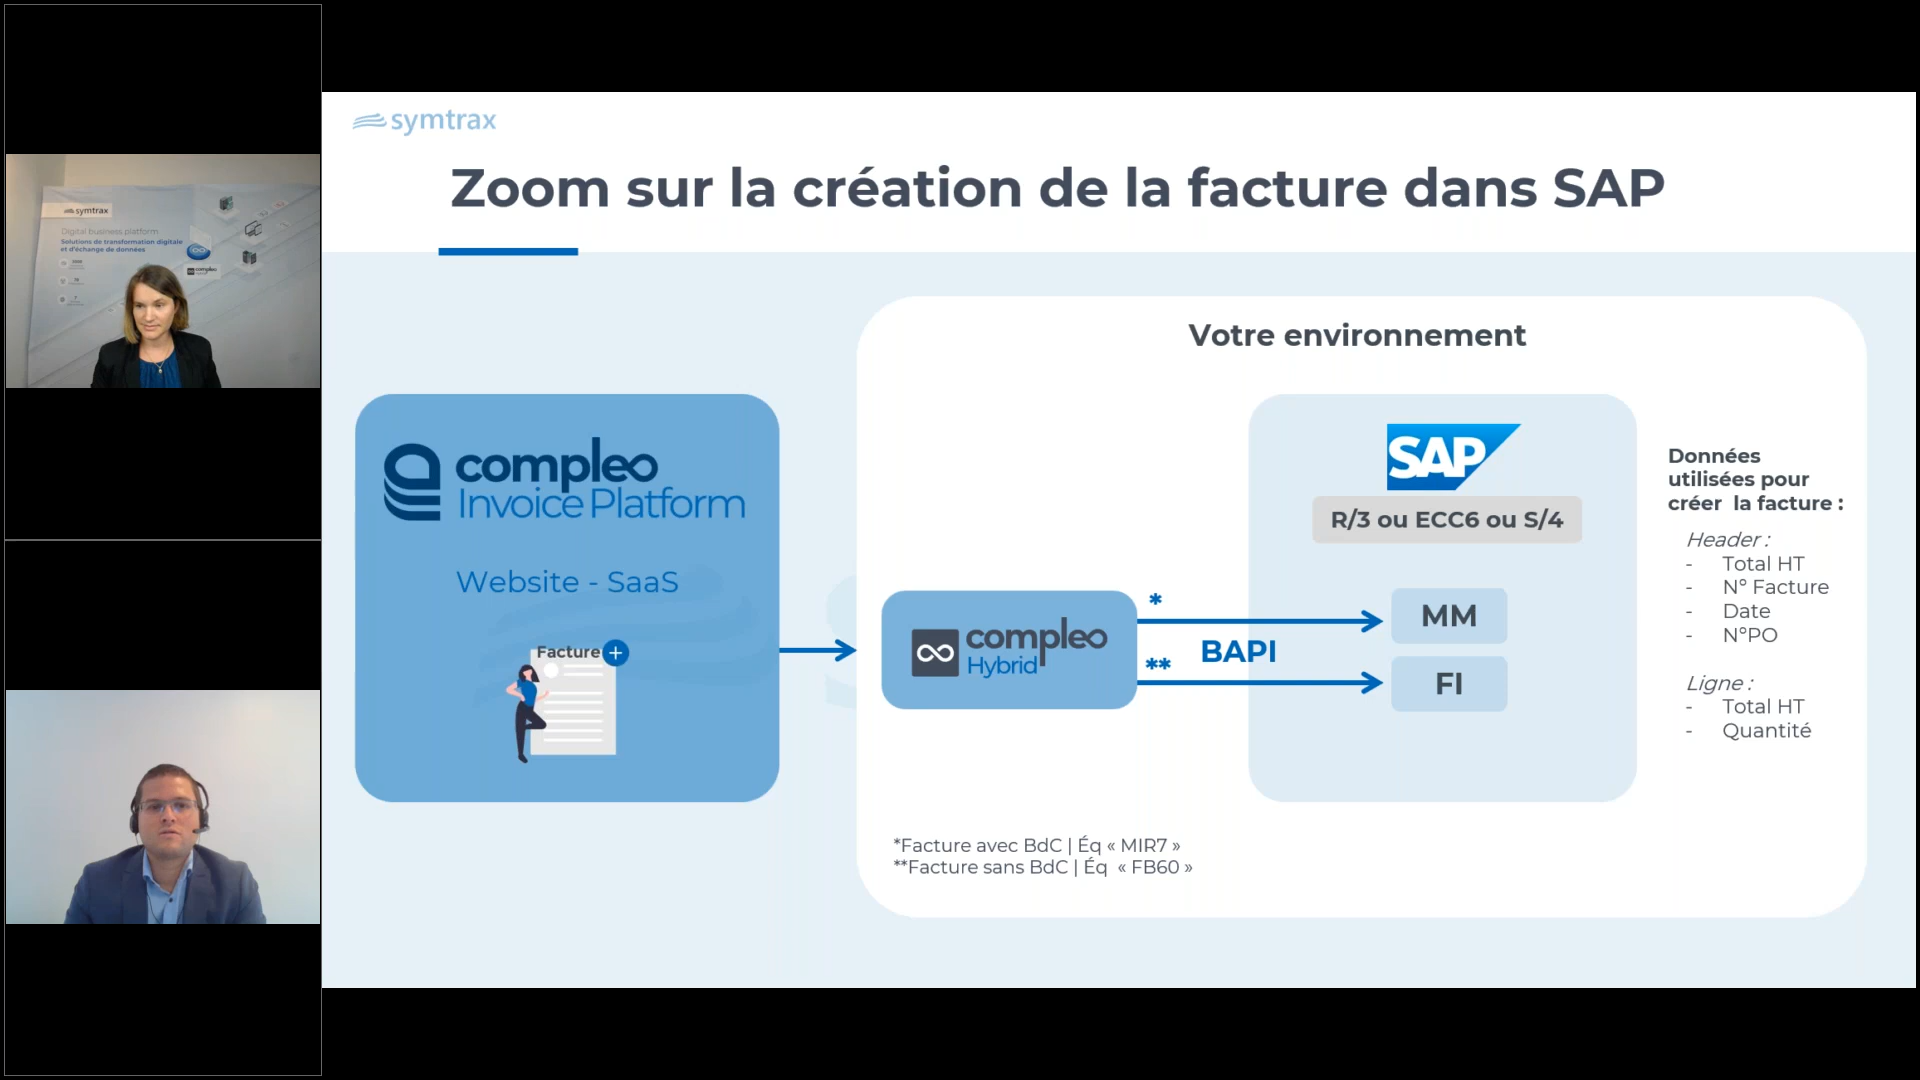 symtrax
Digital business platform
Solutions de transformation digitale
et d'échange de données
compleo
symtrax
Zoom sur la création de la facture dans SAP
Votre environnement
compleo
Invoice Platform
Website - SaaS
Facture +
compleo
Hybrid
*
BAPI
**
SAP
R/3 ou ECC6 ou S/4
MM
FI
Données
utilisées pour
créer la facture :
Header :
- Total HT
- N° Facture
- Date
- N°PO
Ligne :
- Total HT
- Quantité
*Facture avec BdC | Éq « MIR7 »
**Facture sans BdC | Éq « FB60 »